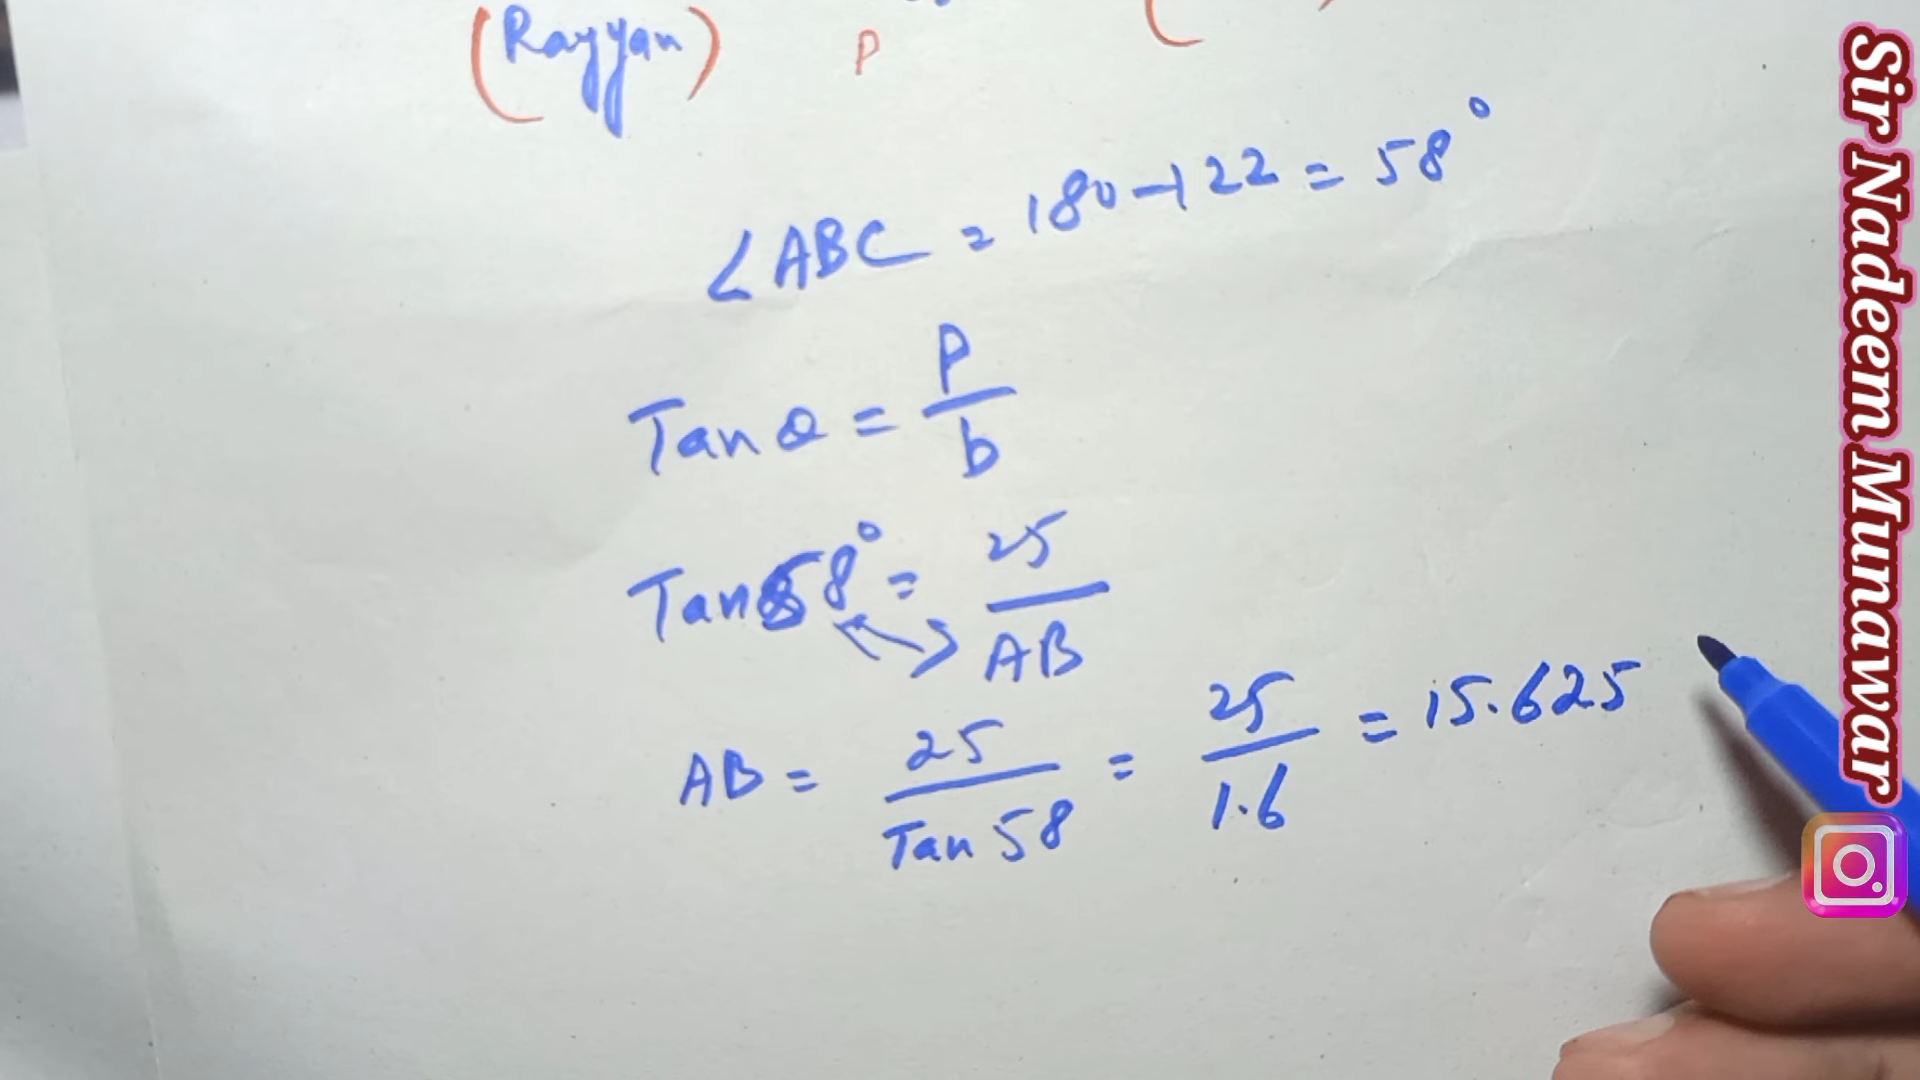 (Rayyan) P
∠ABC = 180-122 = 58°
Tan θ = P/b
Tan 58° = 25/AB
AB = 25/Tan 58 = 25/1.6 = 15.625
Sir Nadeem Munawar